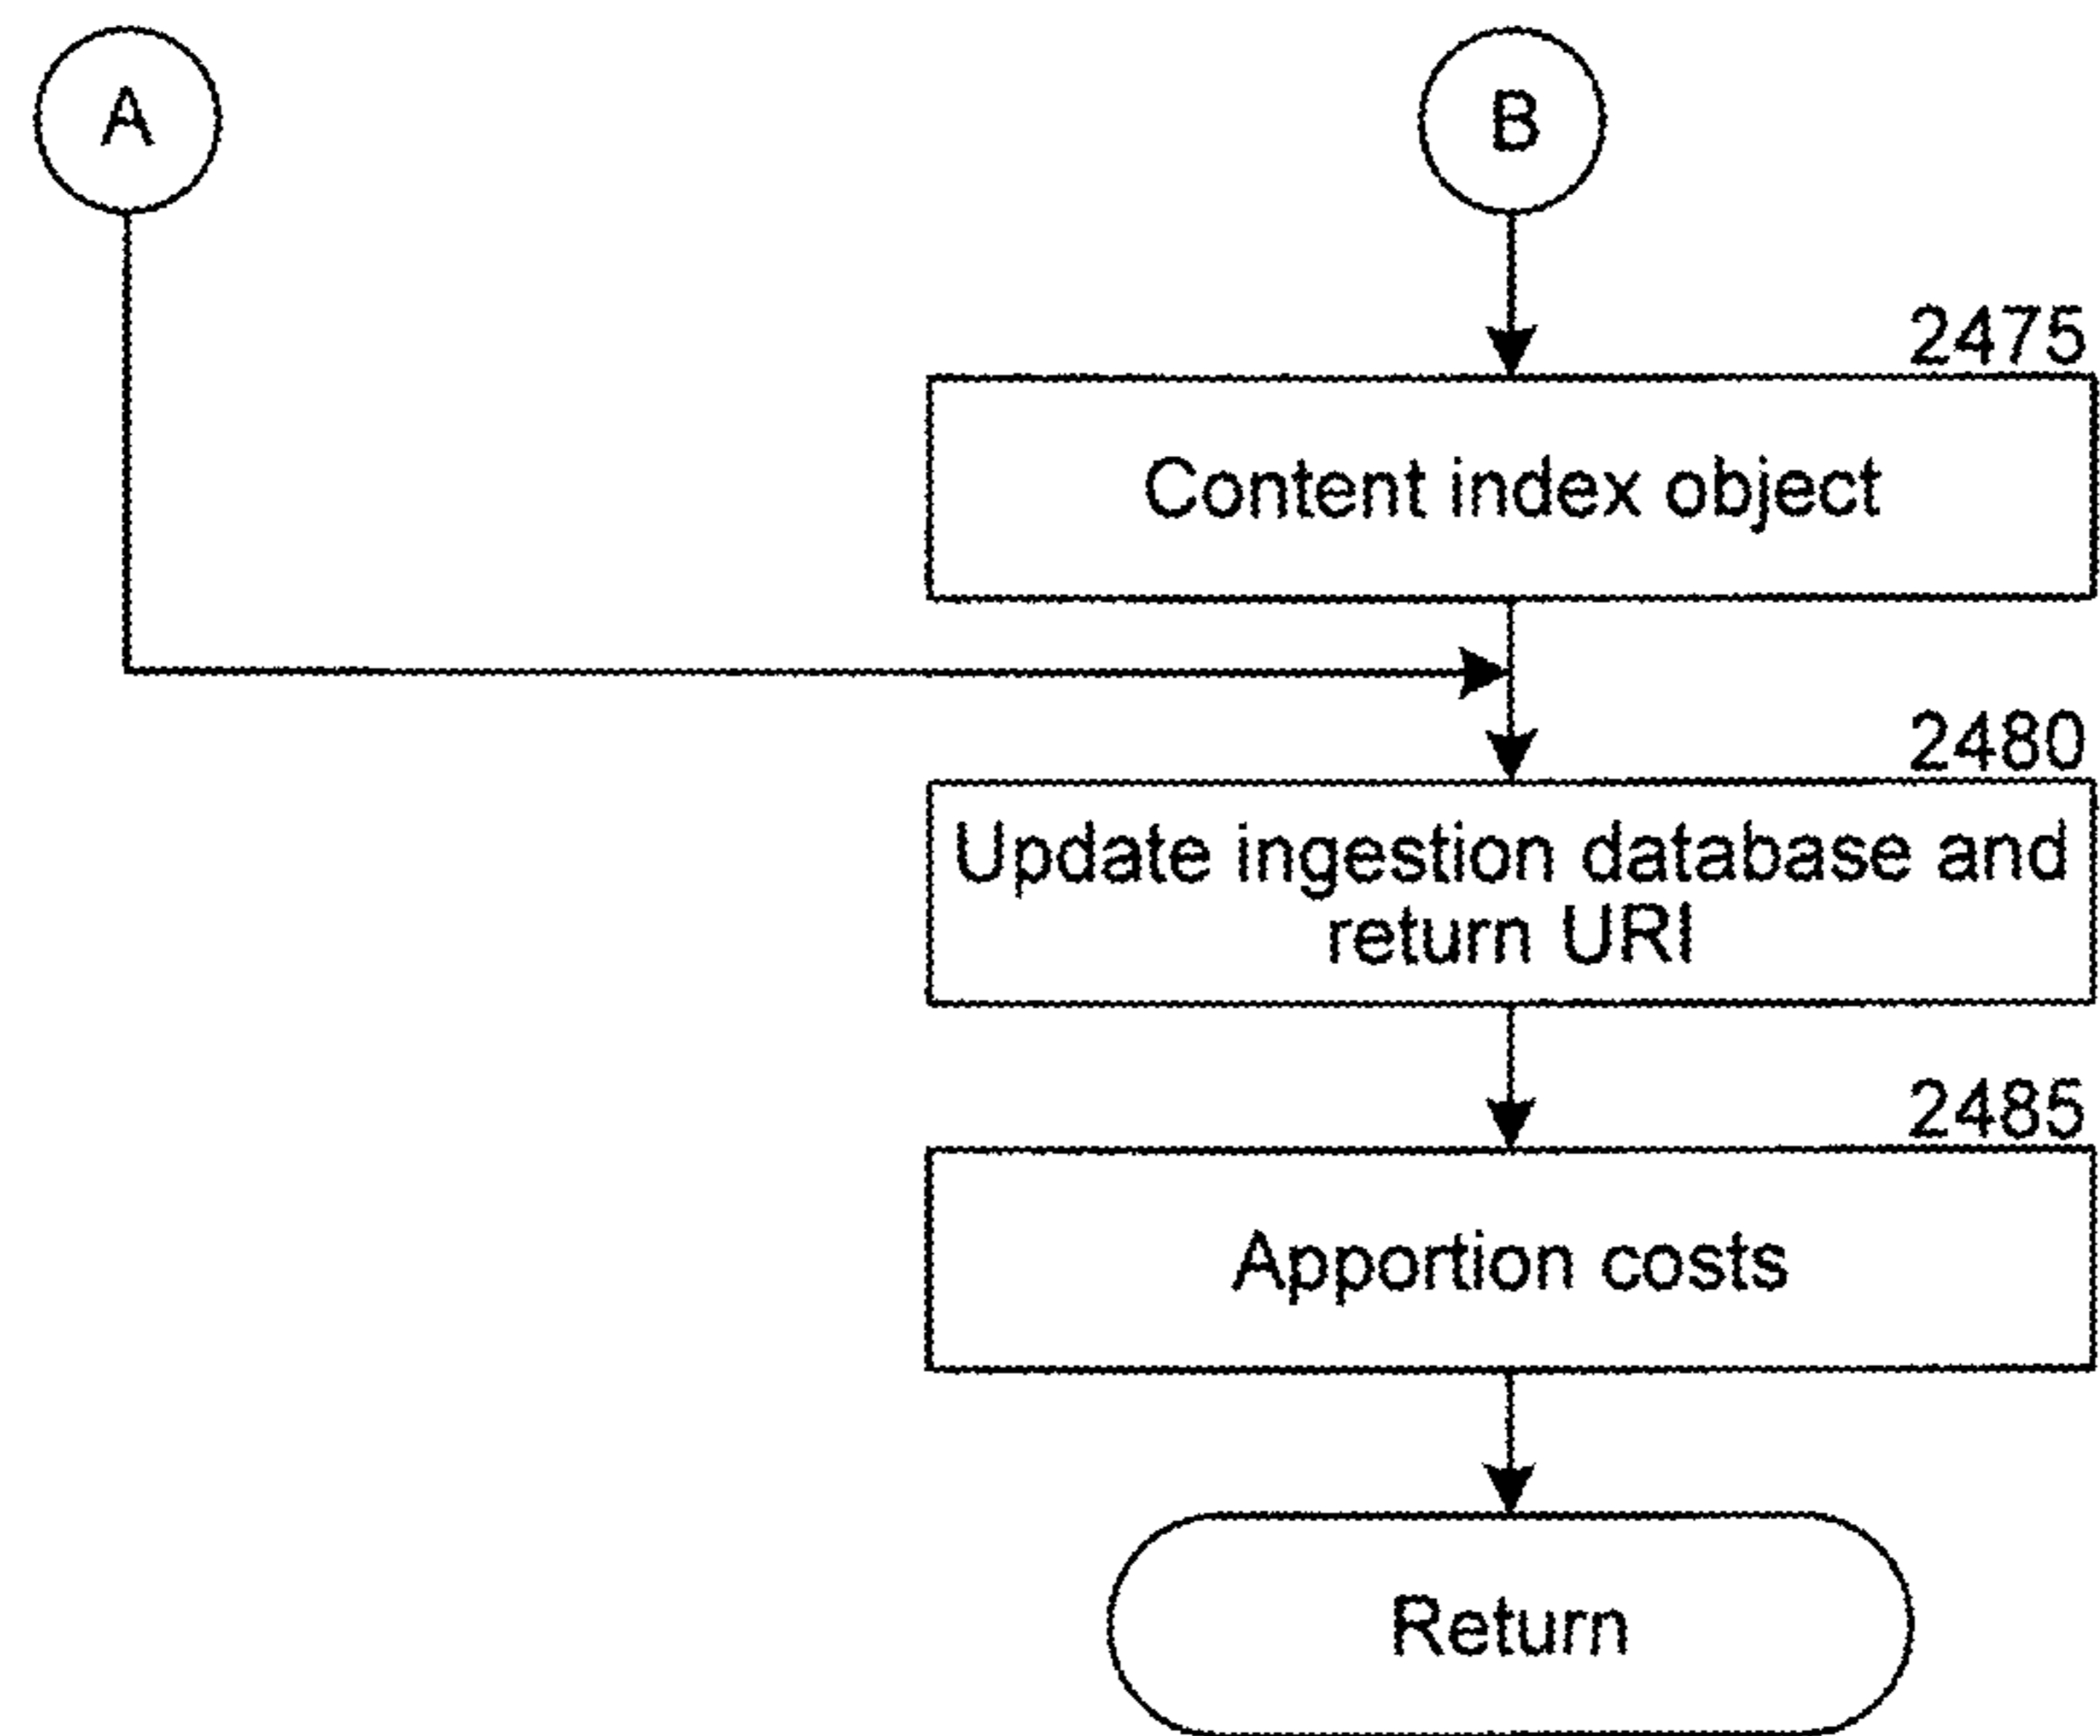 A
B
2475
Content index object
2480
Update ingestion database and
return URI
2485
Apportion costs
Return